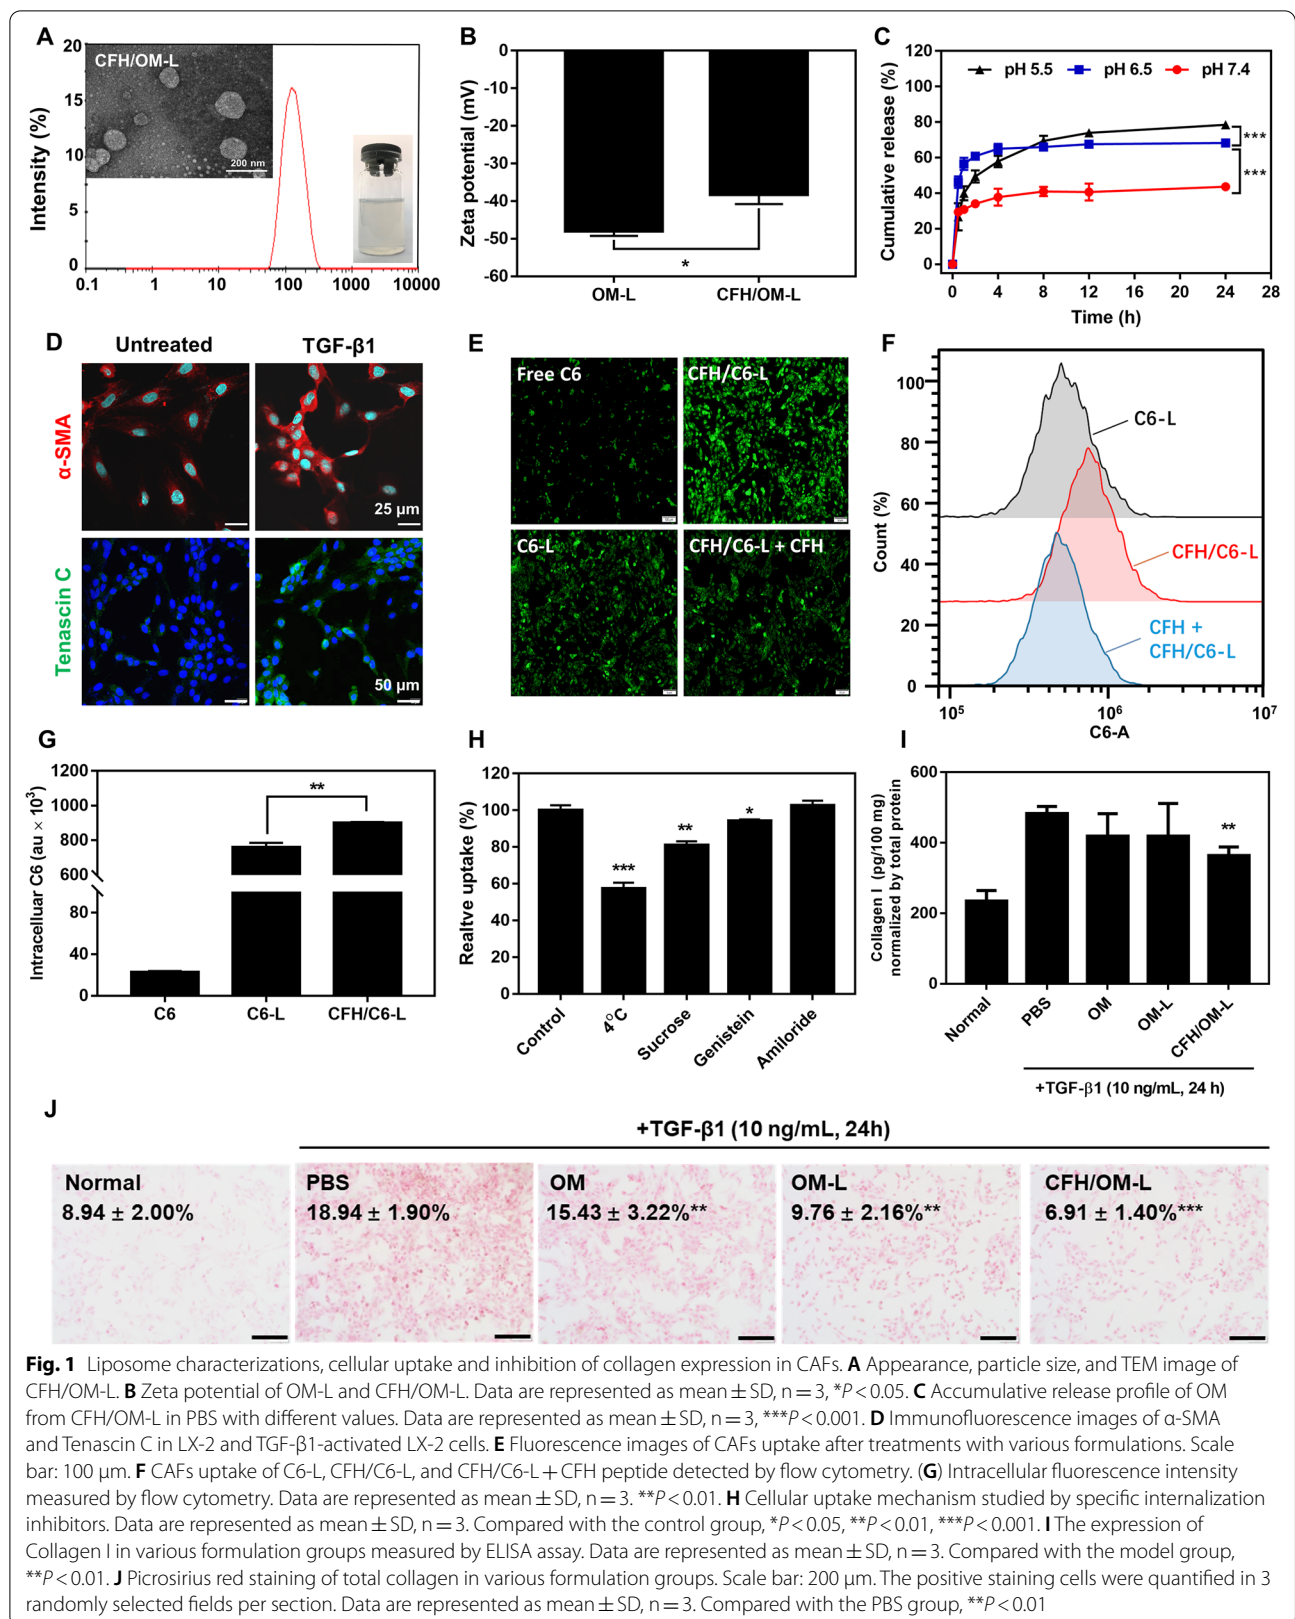 A
20
15
10
5
0
Intensity (%)
CFH/OM-L
200 nm
0.1 1 10 100 1000 10000
B
0
-10
-20
-30
-40
-50
-60
Zeta potential (mV)
*
OM-L CFH/OM-L
C
120
100
80
60
40
20
0
Cumulative release (%)
pH 5.5 pH 6.5 pH 7.4
***
***
0 4 8 12 16 20 24 28
Time (h)
D
Untreated TGF-β1
α-SMA
25 μm
Tenascin C
50 μm
E
Free C6 CFH/C6-L
C6-L CFH/C6-L + CFH
F
100
80
60
40
20
0
Count (%)
C6-L
CFH/C6-L
CFH +
CFH/C6-L
10⁵ 10⁶ 10⁷
C6-A
G
1200
1000
800
600
80
40
0
Intracelluar C6 (au × 10³)
**
C6 C6-L CFH/C6-L
H
120
100
80
60
40
20
0
Realtve uptake (%)
***
**
*
Control 4°C Sucrose Genistein Amiloride
I
600
400
200
0
Collagen I (pg/100 mg)
normalized by total protein
**
Normal PBS OM OM-L CFH/OM-L
+TGF-β1 (10 ng/mL, 24 h)
J
+TGF-β1 (10 ng/mL, 24h)
Normal PBS OM OM-L CFH/OM-L
8.94 ± 2.00% 18.94 ± 1.90% 15.43 ± 3.22%** 9.76 ± 2.16%** 6.91 ± 1.40%***
Fig. 1 Liposome characterizations, cellular uptake and inhibition of collagen expression in CAFs. A Appearance, particle size, and TEM image of
CFH/OM-L. B Zeta potential of OM-L and CFH/OM-L. Data are represented as mean ± SD, n = 3, *P < 0.05. C Accumulative release profile of OM
from CFH/OM-L in PBS with different values. Data are represented as mean ± SD, n = 3, ***P < 0.001. D Immunofluorescence images of α-SMA
and Tenascin C in LX-2 and TGF-β1-activated LX-2 cells. E Fluorescence images of CAFs uptake after treatments with various formulations. Scale
bar: 100 μm. F CAFs uptake of C6-L, CFH/C6-L, and CFH/C6-L + CFH peptide detected by flow cytometry. (G) Intracellular fluorescence intensity
measured by flow cytometry. Data are represented as mean ± SD, n = 3. **P < 0.01. H Cellular uptake mechanism studied by specific internalization
inhibitors. Data are represented as mean ± SD, n = 3. Compared with the control group, *P < 0.05, **P < 0.01, ***P < 0.001. I The expression of
Collagen I in various formulation groups measured by ELISA assay. Data are represented as mean ± SD, n = 3. Compared with the model group,
**P < 0.01. J Picrosirius red staining of total collagen in various formulation groups. Scale bar: 200 μm. The positive staining cells were quantified in 3
randomly selected fields per section. Data are represented as mean ± SD, n = 3. Compared with the PBS group, **P < 0.01